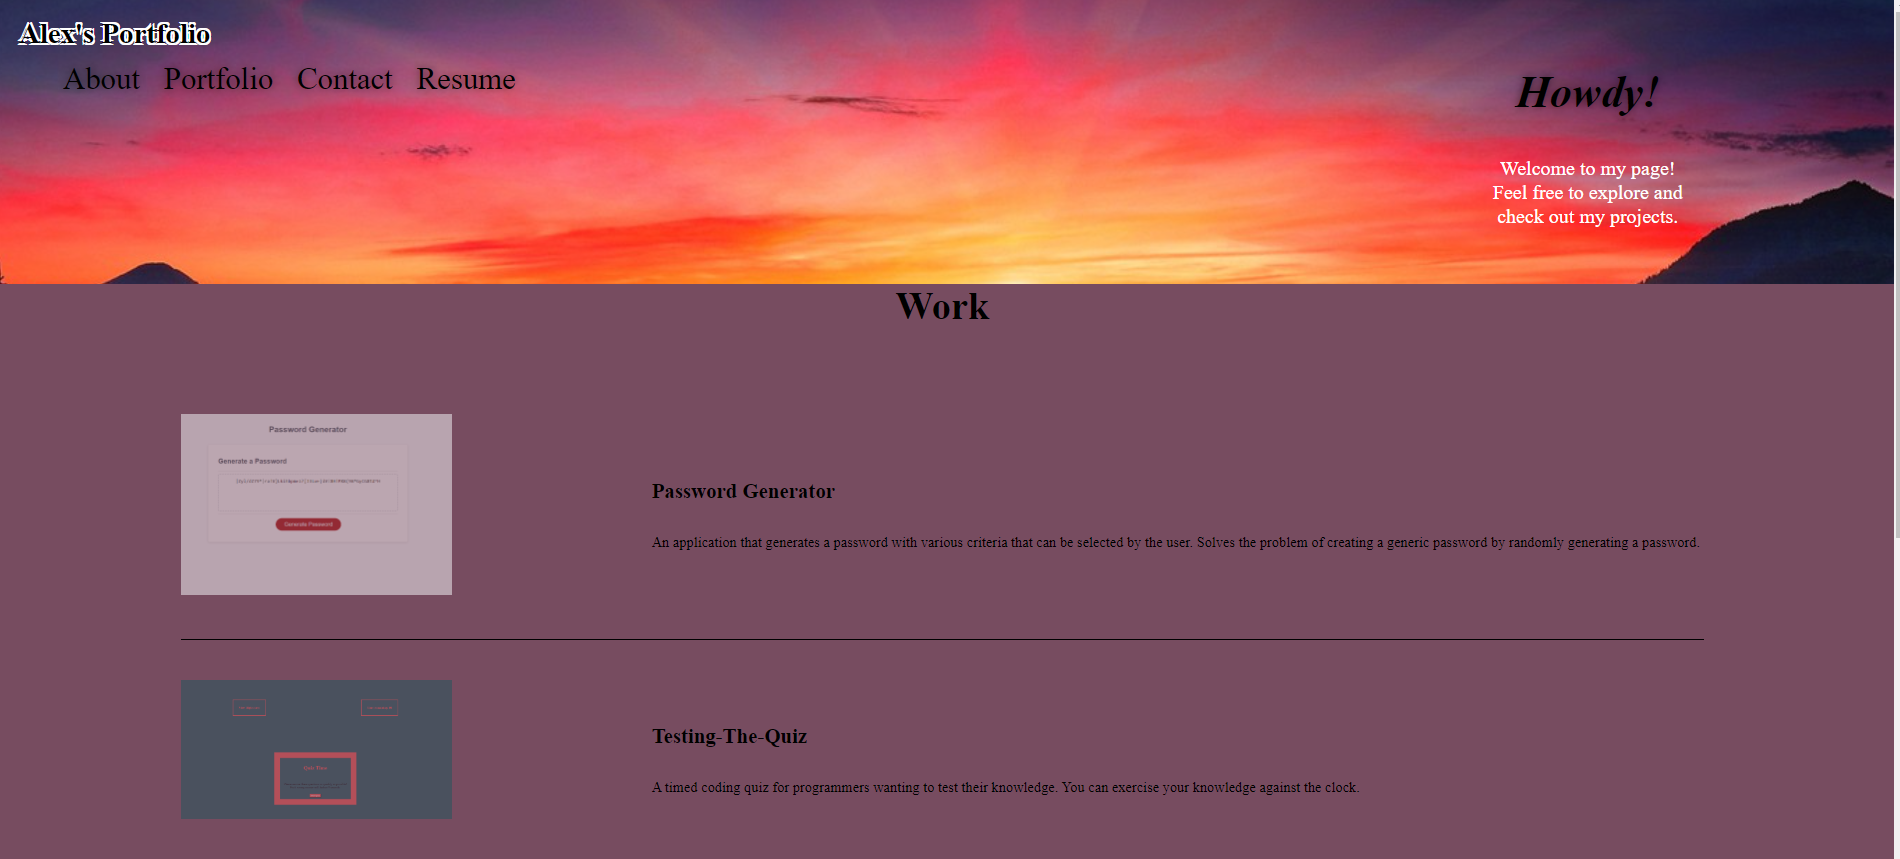 Alex's Portfolio
About Portfolio Contact Resume
Howdy!
Welcome to my page!
Feel free to explore and
check out my projects.
Work
Password Generator
Generate a Password
Generate Password
Password Generator
An application that generates a password with various criteria that can be selected by the user. Solves the problem of creating a generic password by randomly generating a password.
Testing-The-Quiz
A timed coding quiz for programmers wanting to test their knowledge. You can exercise your knowledge against the clock.